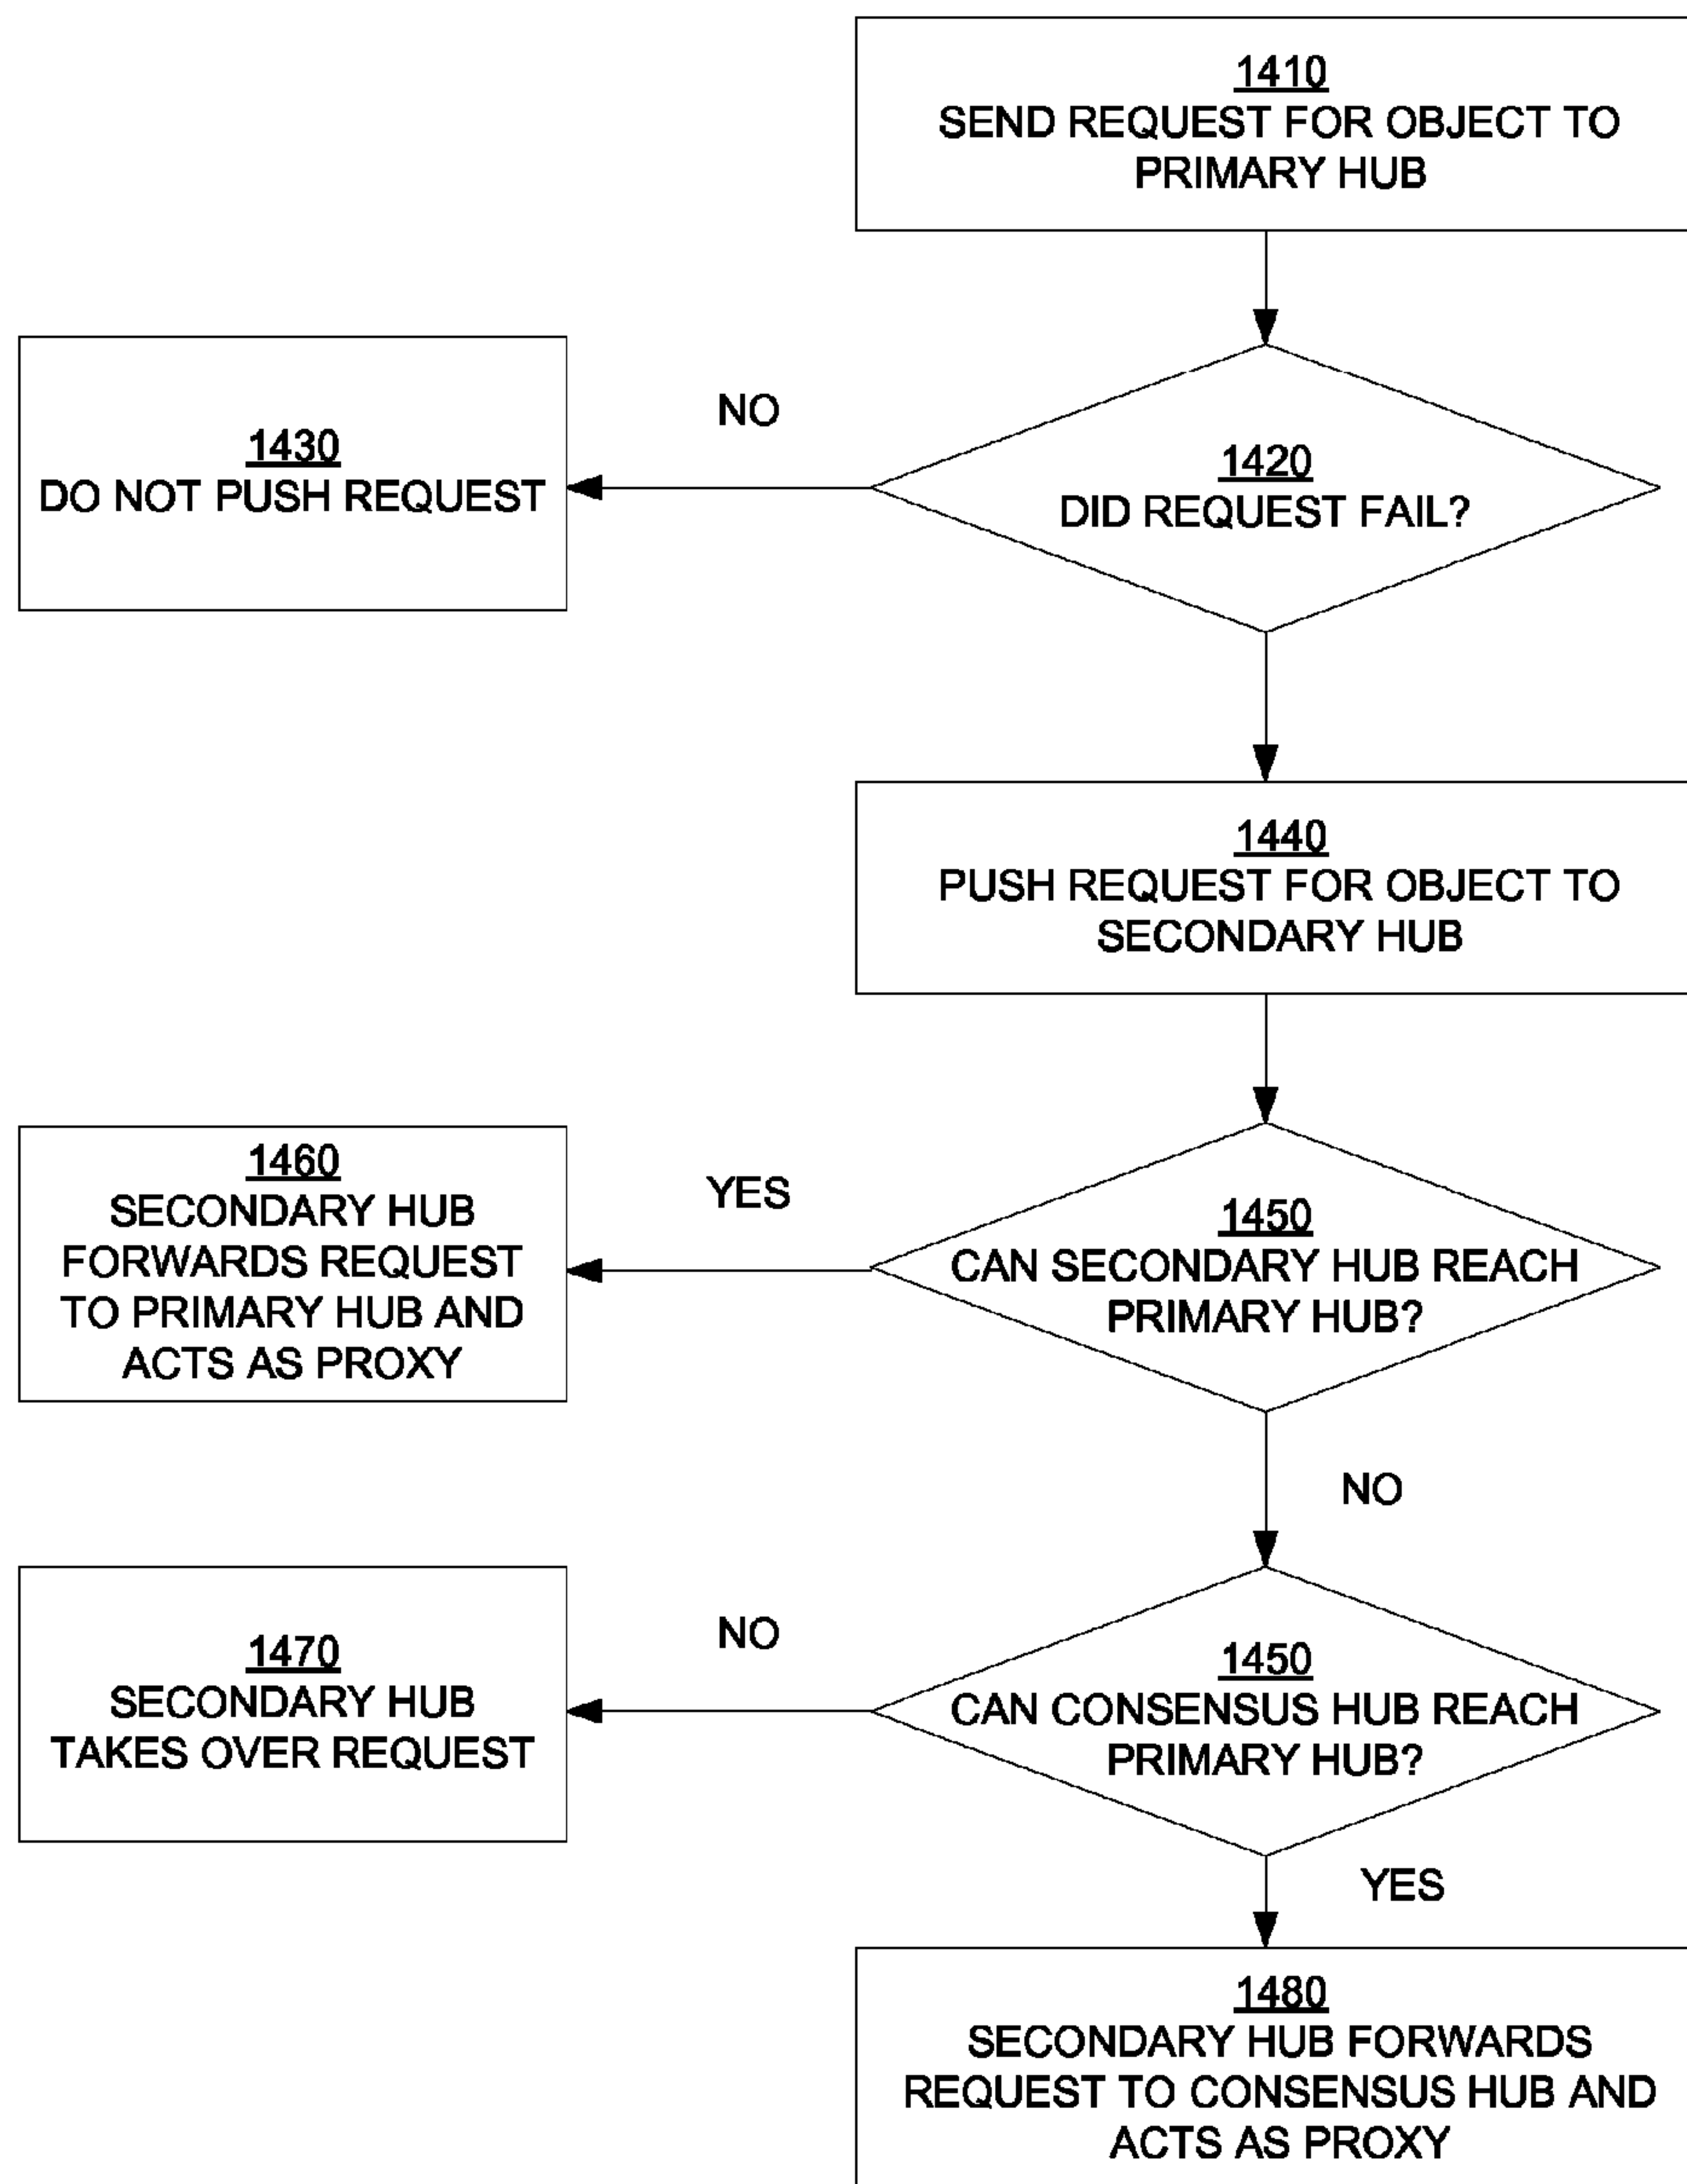 1410
SEND REQUEST FOR OBJECT TO
PRIMARY HUB
NO
1430
DO NOT PUSH REQUEST
1420
DID REQUEST FAIL?
1440
PUSH REQUEST FOR OBJECT TO
SECONDARY HUB
1460
SECONDARY HUB
FORWARDS REQUEST
TO PRIMARY HUB AND
ACTS AS PROXY
YES
1450
CAN SECONDARY HUB REACH
PRIMARY HUB?
NO
1470
SECONDARY HUB
TAKES OVER REQUEST
NO
1450
CAN CONSENSUS HUB REACH
PRIMARY HUB?
YES
1480
SECONDARY HUB FORWARDS
REQUEST TO CONSENSUS HUB AND
ACTS AS PROXY